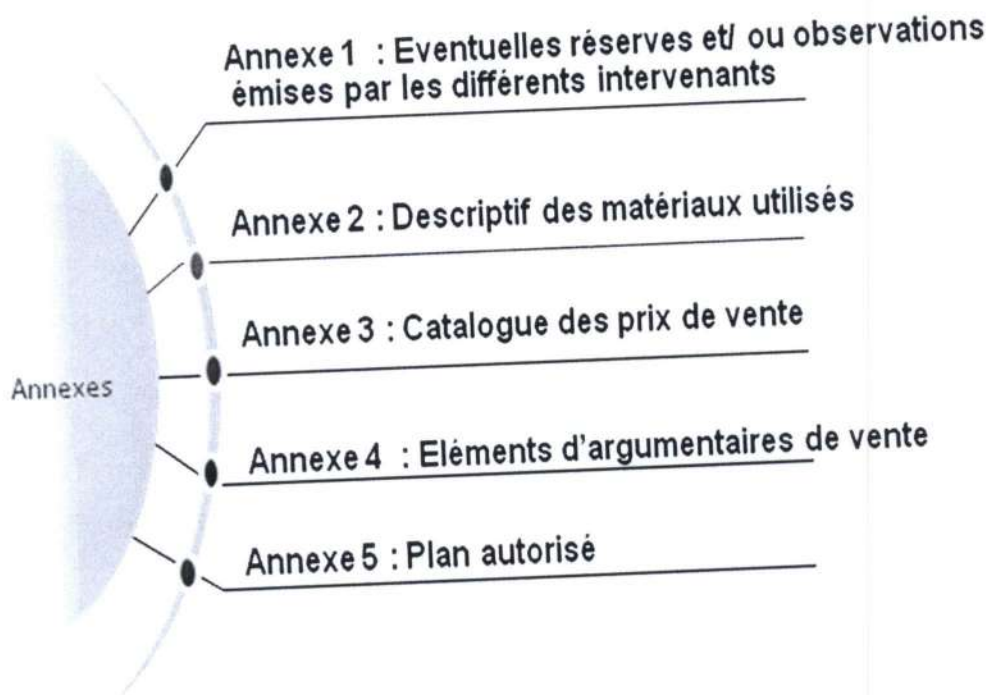 Annexe 1 : Eventuelles réserves et/ ou observations
émises par les différents intervenants
Annexe 2 : Descriptif des matériaux utilisés
Annexe 3 : Catalogue des prix de vente
Annexes
Annexe 4 : Eléments d'argumentaires de vente
Annexe 5 : Plan autorisé